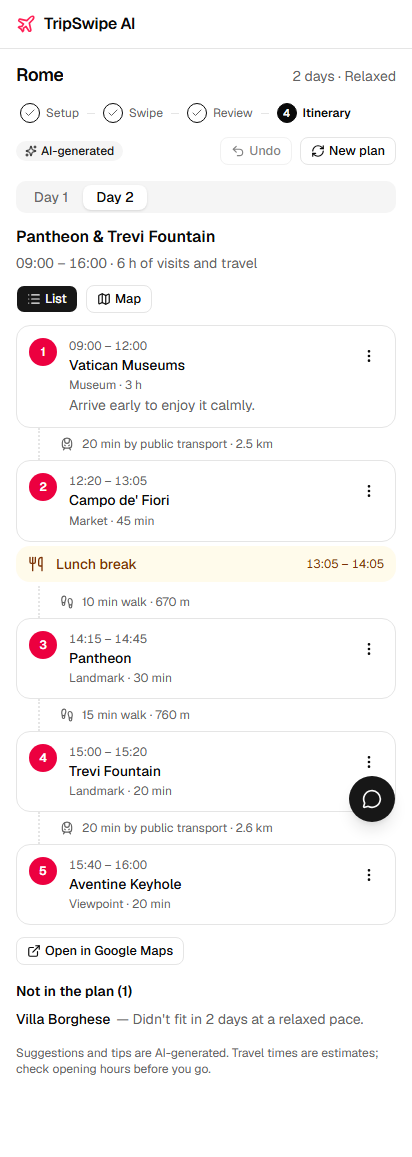 TripSwipe AI
Rome
2 days · Relaxed
Setup
Swipe
Review
4 Itinerary
AI-generated
Undo
New plan
Day 1
Day 2
Pantheon & Trevi Fountain
09:00 – 16:00 · 6 h of visits and travel
List
Map
1
09:00 – 12:00
Vatican Museums
Museum · 3 h
Arrive early to enjoy it calmly.
20 min by public transport · 2.5 km
2
12:20 – 13:05
Campo de' Fiori
Market · 45 min
Lunch break
13:05 – 14:05
10 min walk · 670 m
3
14:15 – 14:45
Pantheon
Landmark · 30 min
15 min walk · 760 m
4
15:00 – 15:20
Trevi Fountain
Landmark · 20 min
20 min by public transport · 2.6 km
5
15:40 – 16:00
Aventine Keyhole
Viewpoint · 20 min
Open in Google Maps
Not in the plan (1)
Villa Borghese — Didn't fit in 2 days at a relaxed pace.
Suggestions and tips are AI-generated. Travel times are estimates;
check opening hours before you go.